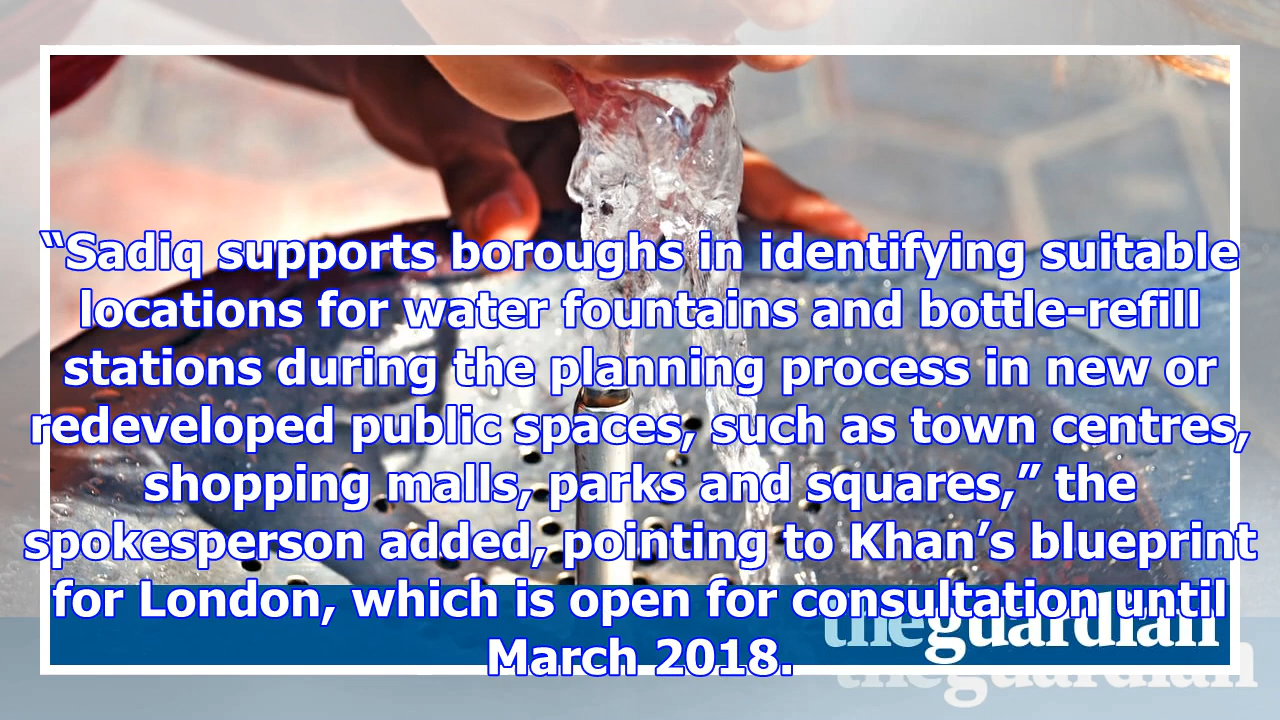 “Sadiq supports boroughs in identifying suitable
locations for water fountains and bottle-refill
stations during the planning process in new or
redeveloped public spaces, such as town centres,
shopping malls, parks and squares,” the
spokesperson added, pointing to Khan’s blueprint
for London, which is open for consultation until
March 2018.
theguardian
theguardian